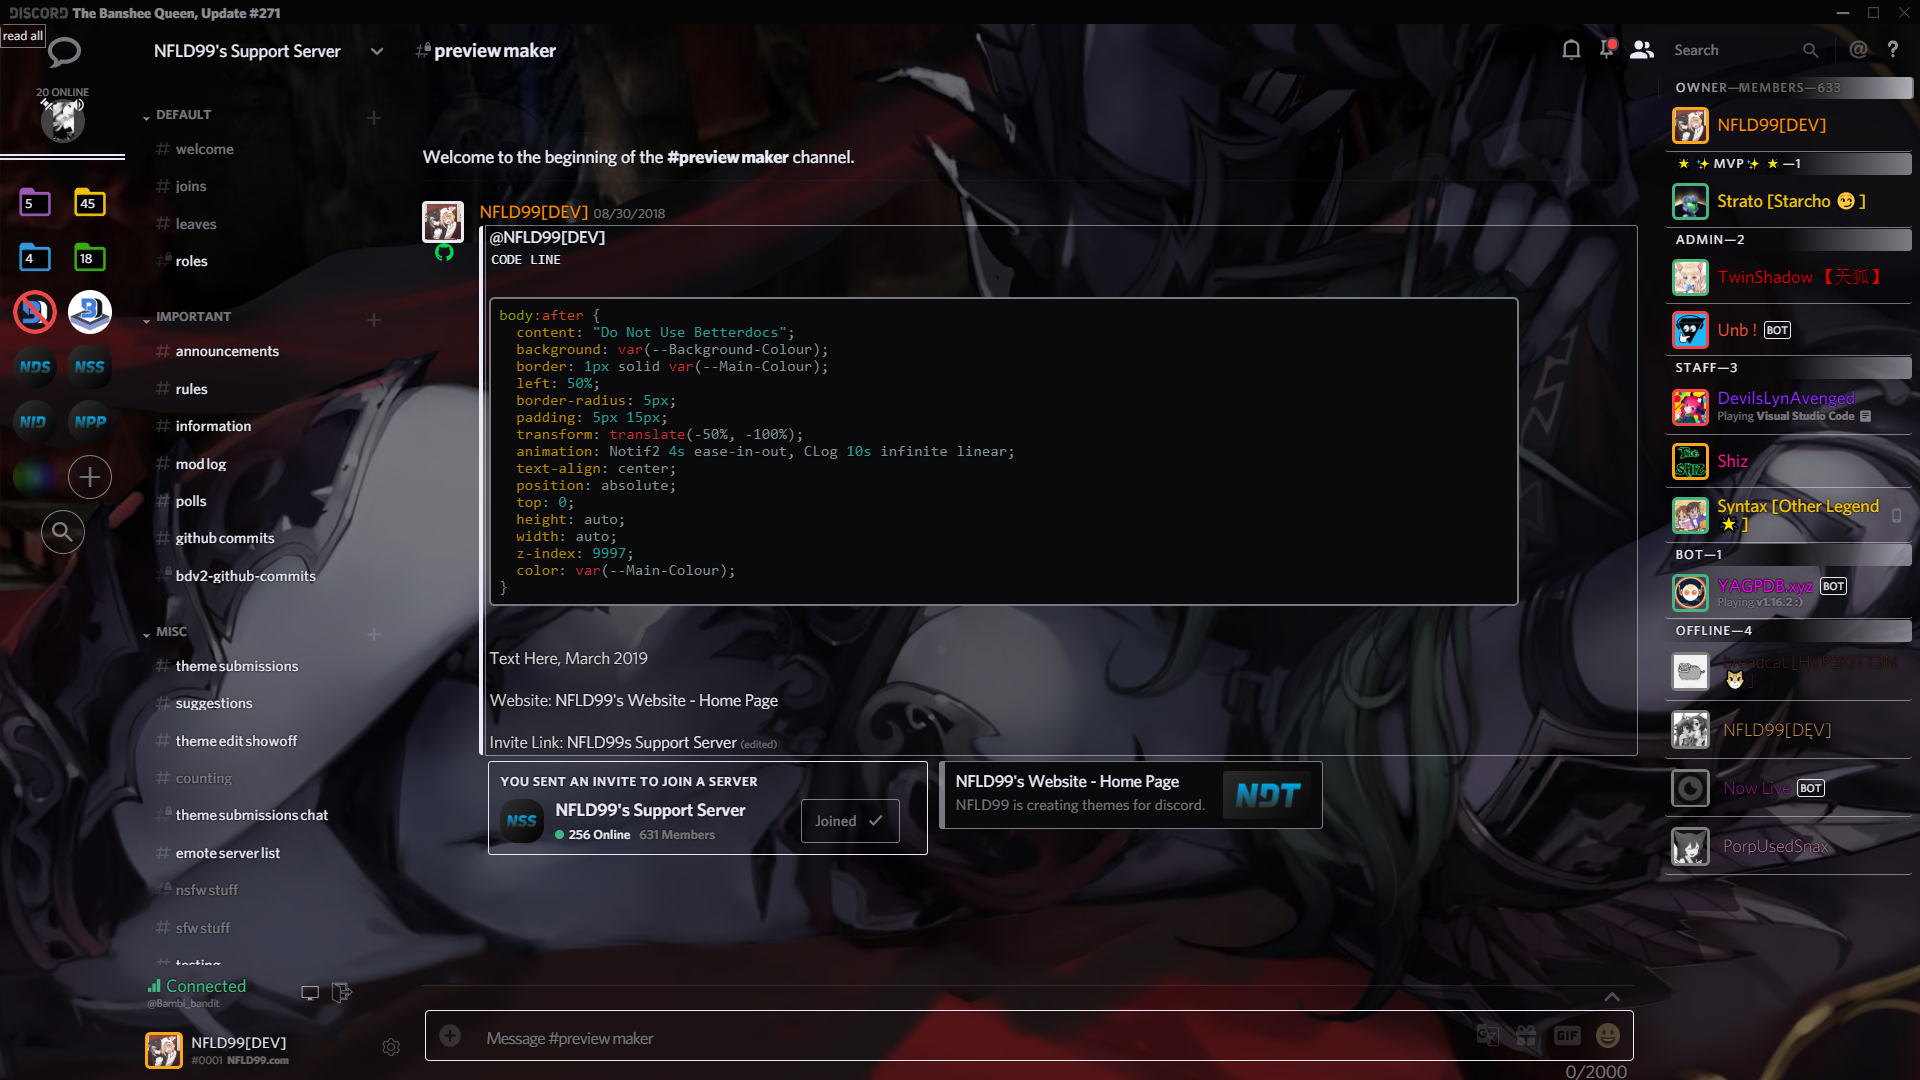 DISCORD The Banshee Queen, Update #271
read all
NFLD99's Support Server
#previewmaker
Search
20 ONLINE
5
45
4
18
NDS
NSS
NID
NPP
DEFAULT
welcome
joins
leaves
roles
IMPORTANT
announcements
rules
information
mod log
polls
github commits
bdv2-github-commits
MISC
theme submissions
suggestions
theme edit showoff
counting
theme submissions chat
emote server list
nsfw stuff
sfw stuff
testing
Connected
@Bambi_bandit
NFLD99[DEV]
#0001 NFLD99.com
Welcome to the beginning of the #previewmaker channel.
NFLD99[DEV] 08/30/2018
@NFLD99[DEV]
CODE LINE
body:after {
content: "Do Not Use Betterdocs";
background: var(--Background-Colour);
border: 1px solid var(--Main-Colour);
left: 50%;
border-radius: 5px;
padding: 5px 15px;
transform: translate(-50%, -100%);
animation: Notif2 4s ease-in-out, CLog 10s infinite linear;
text-align: center;
position: absolute;
top: 0;
height: auto;
width: auto;
z-index: 9997;
color: var(--Main-Colour);
}
Text Here, March 2019
Website: NFLD99's Website - Home Page
Invite Link: NFLD99s Support Server (edited)
YOU SENT AN INVITE TO JOIN A SERVER
NSS
NFLD99's Support Server
256 Online 631 Members
Joined
NFLD99's Website - Home Page
NFLD99 is creating themes for discord.
NDT
Message #previewmaker
GIF
0/2000
OWNER—MEMBERS—633
NFLD99[DEV]
MVP —1
Strato [Starcho 😏 ]
ADMIN—2
TwinShadow 【天狐】
Unb ! BOT
STAFF—3
DevilsLynAvenged
Playing Visual Studio Code
The SHIZ
Shiz
Syntax [Other Legend
]
BOT—1
YAGPDB.xyz BOT
Playing v1.16.2 :)
OFFLINE—4
NFLD99[DEV]
Now Live BOT
PorpUsedSnax